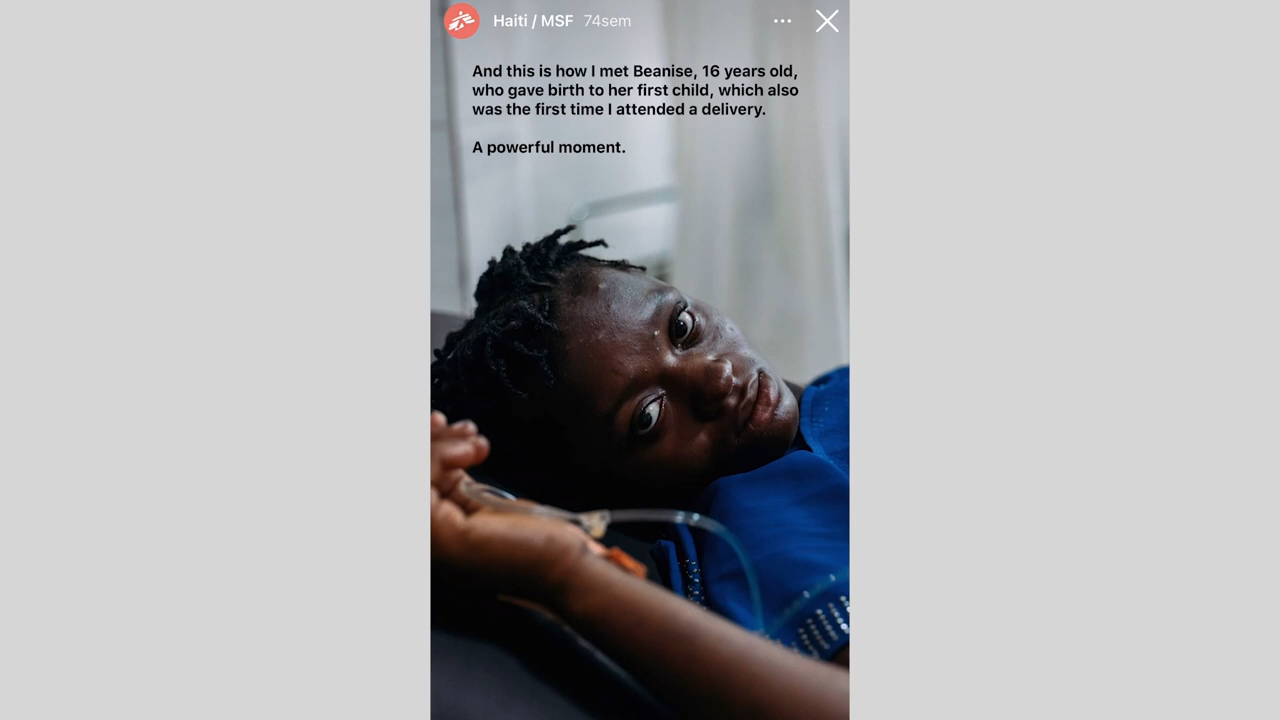 Haiti / MSF 74sem
And this is how I met Beanise, 16 years old,
who gave birth to her first child, which also
was the first time I attended a delivery.
A powerful moment.